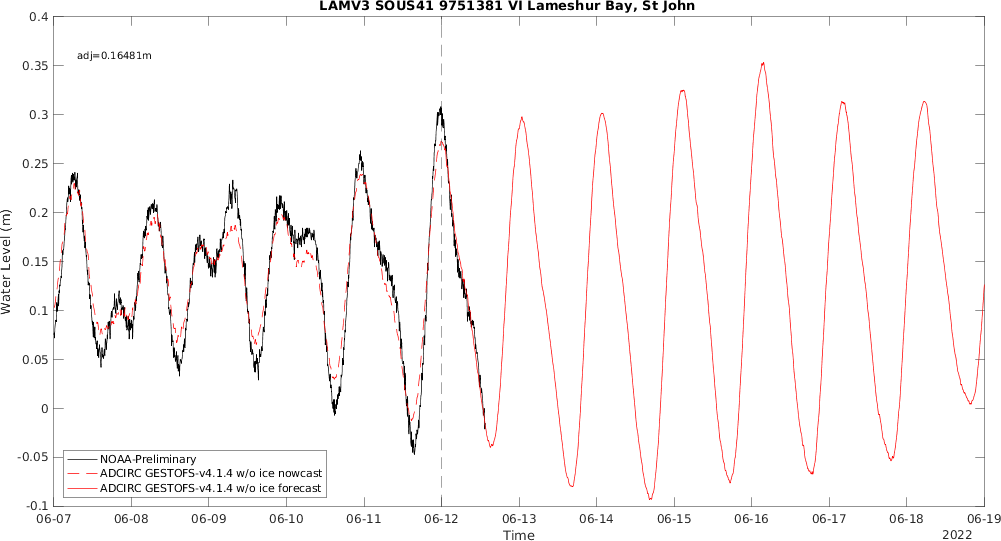 LAMV3 SOUS41 9751381 VI Lameshur Bay, St John
adj=0.16481m
Water Level (m)
0.4
0.35
0.3
0.25
0.2
0.15
0.1
0.05
0
-0.05
-0.1
NOAA-Preliminary
ADCIRC GESTOFS-v4.1.4 w/o ice nowcast
ADCIRC GESTOFS-v4.1.4 w/o ice forecast
06-07 06-08 06-09 06-10 06-11 06-12 06-13 06-14 06-15 06-16 06-17 06-18 06-19
Time
2022